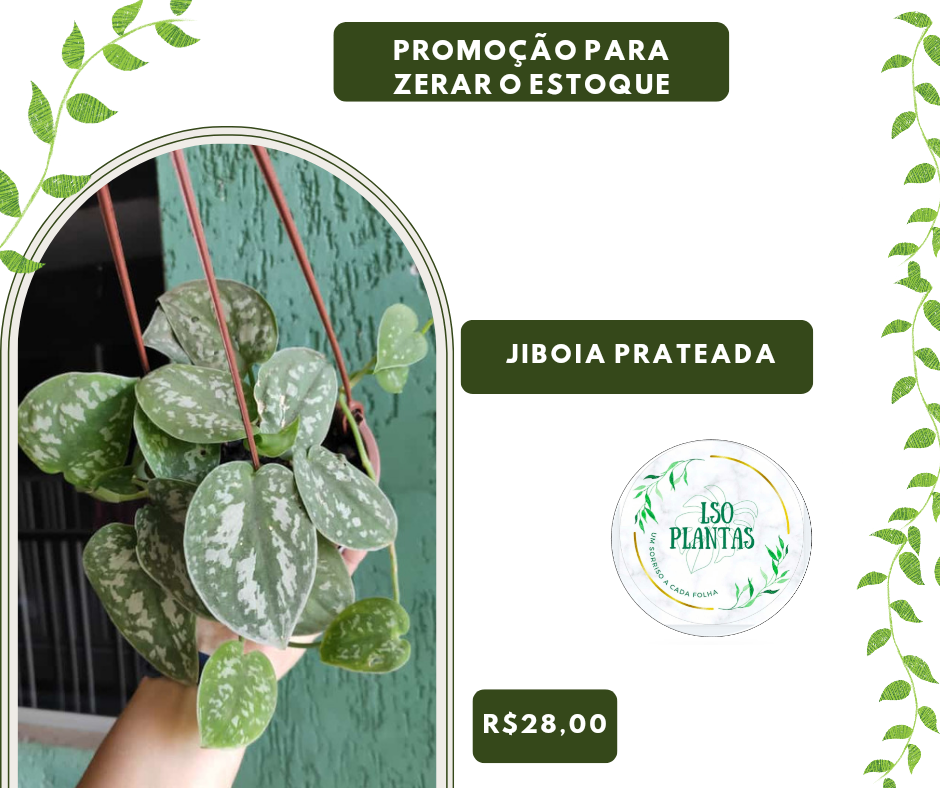 PROMOÇÃO PARA
ZERAR O ESTOQUE
JIBOIA PRATEADA
LSO
PLANTAS
UM SORRISO A CADA FOLHA
R$28,00